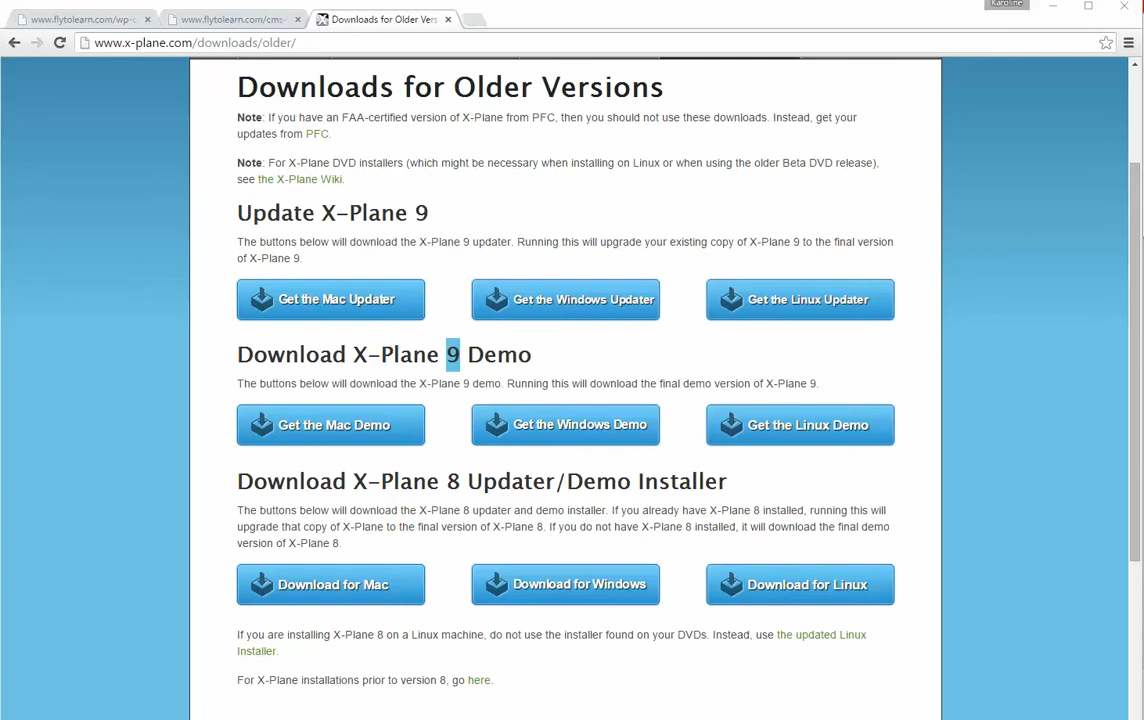 Karoline
www.flytolearn.com/wp-c
www.flytolearn.com/cms-
Downloads for Older Vers
www.x-plane.com/downloads/older/
Downloads for Older Versions
Note: If you have an FAA-certified version of X-Plane from PFC, then you should not use these downloads. Instead, get your
updates from PFC.
Note: For X-Plane DVD installers (which might be necessary when installing on Linux or when using the older Beta DVD release),
see the X-Plane Wiki.
Update X-Plane 9
The buttons below will download the X-Plane 9 updater. Running this will upgrade your existing copy of X-Plane 9 to the final version
of X-Plane 9.
Get the Mac Updater
Get the Windows Updater
Get the Linux Updater
Download X-Plane 9 Demo
The buttons below will download the X-Plane 9 demo. Running this will download the final demo version of X-Plane 9.
Get the Mac Demo
Get the Windows Demo
Get the Linux Demo
Download X-Plane 8 Updater/Demo Installer
The buttons below will download the X-Plane 8 updater and demo installer. If you already have X-Plane 8 installed, running this will
upgrade that copy of X-Plane to the final version of X-Plane 8. If you do not have X-Plane 8 installed, it will download the final demo
version of X-Plane 8.
Download for Mac
Download for Windows
Download for Linux
If you are installing X-Plane 8 on a Linux machine, do not use the installer found on your DVDs. Instead, use the updated Linux
Installer.
For X-Plane installations prior to version 8, go here.